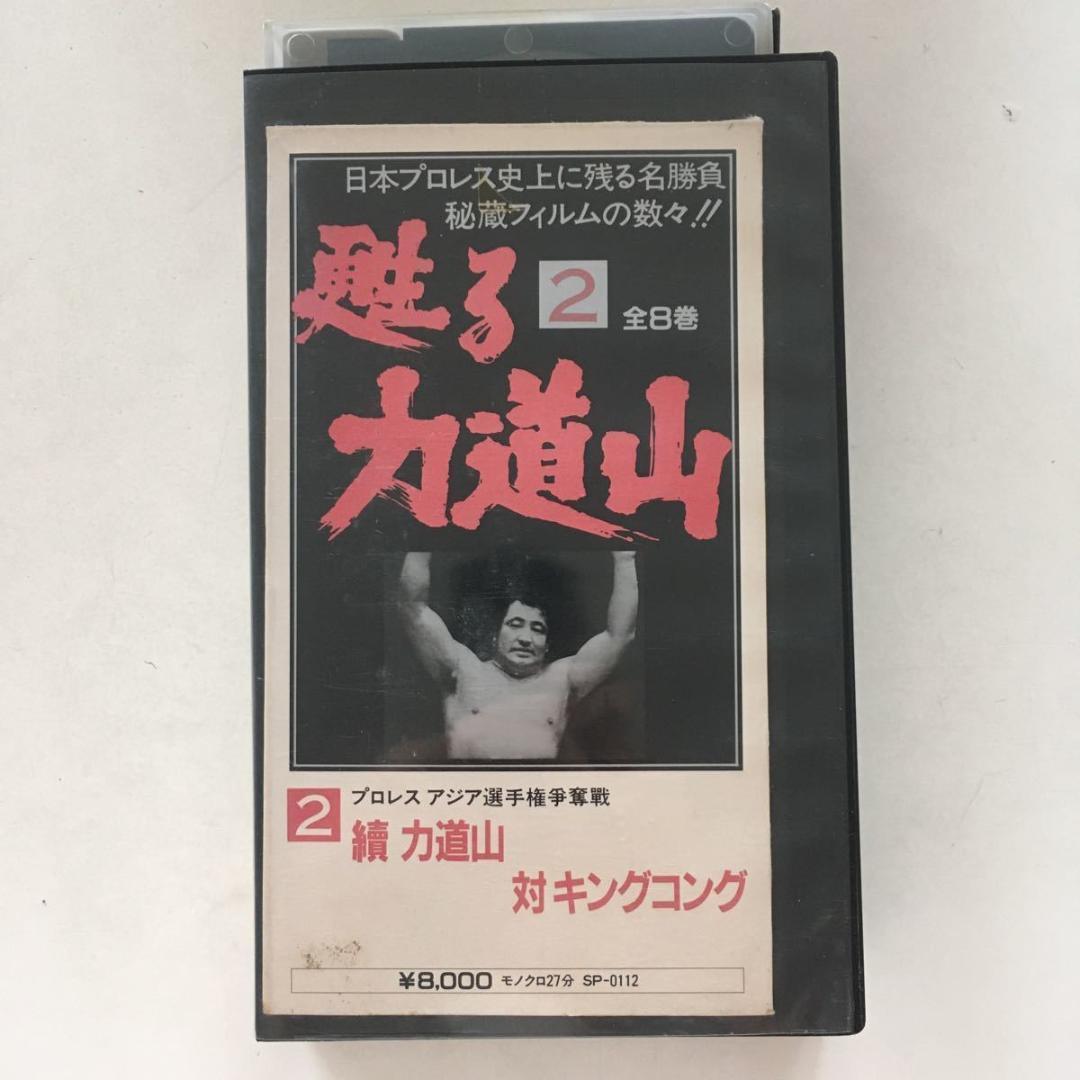 日本プロレス史上に残る名勝負
秘蔵フィルムの数々!!
甦る 2 全8巻
力道山
2 プロレス アジア選手権爭奪戰
續 力道山
対 キングコング
¥8,000 モノクロ27分 SP-0112